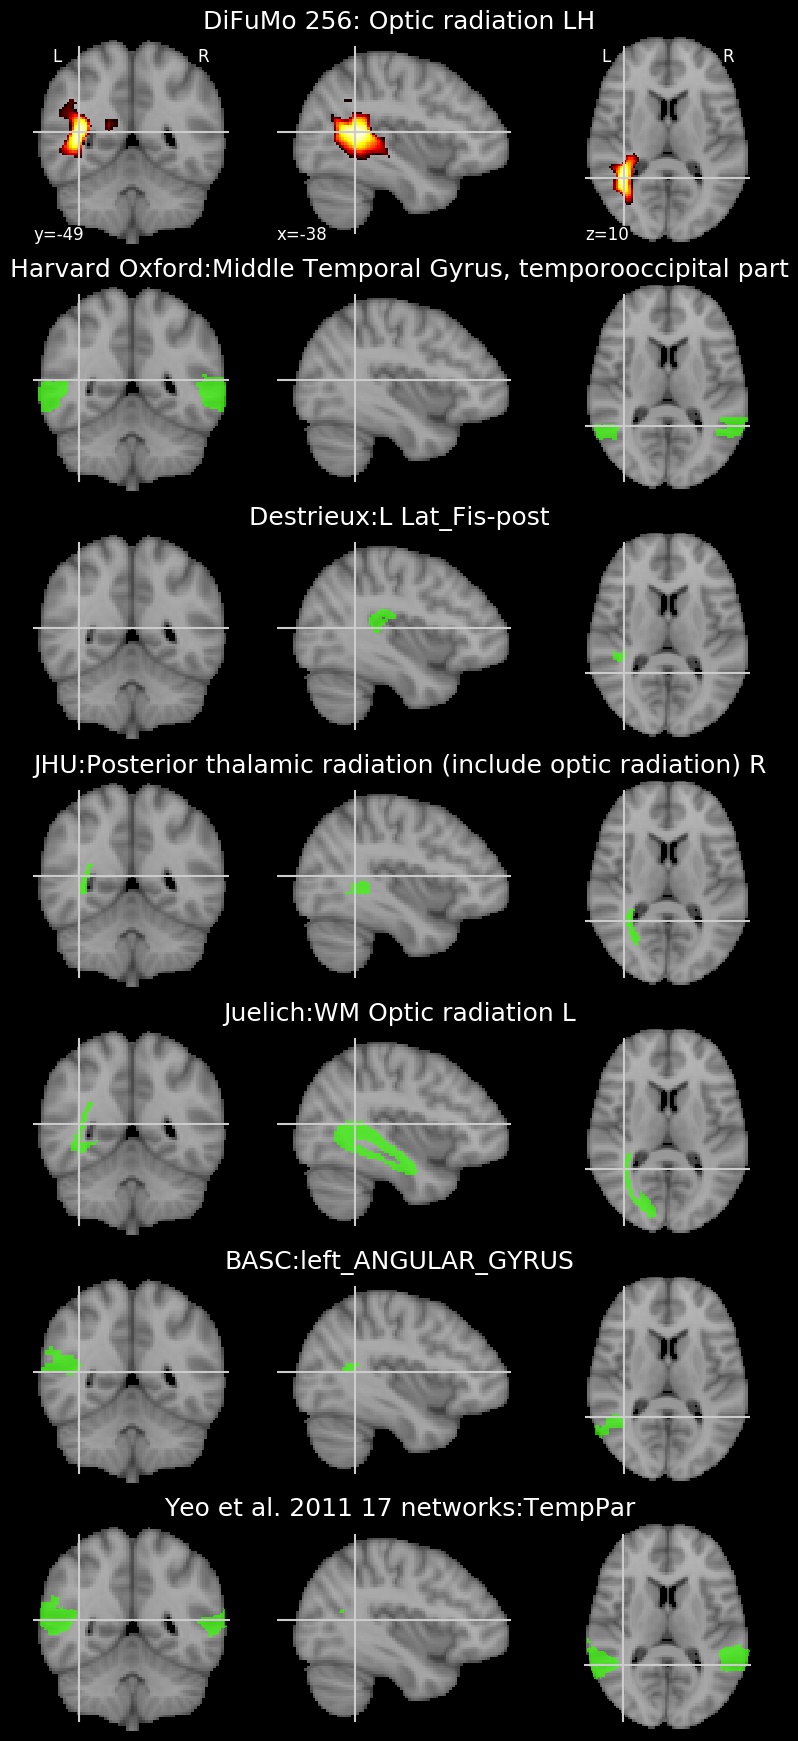 DiFuMo 256: Optic radiation LH
L R L R
y=-49 x=-38 z=10
Harvard Oxford:Middle Temporal Gyrus, temporooccipital part
Destrieux:L Lat_Fis-post
JHU:Posterior thalamic radiation (include optic radiation) R
Juelich:WM Optic radiation L
BASC:left_ANGULAR_GYRUS
Yeo et al. 2011 17 networks:TempPar